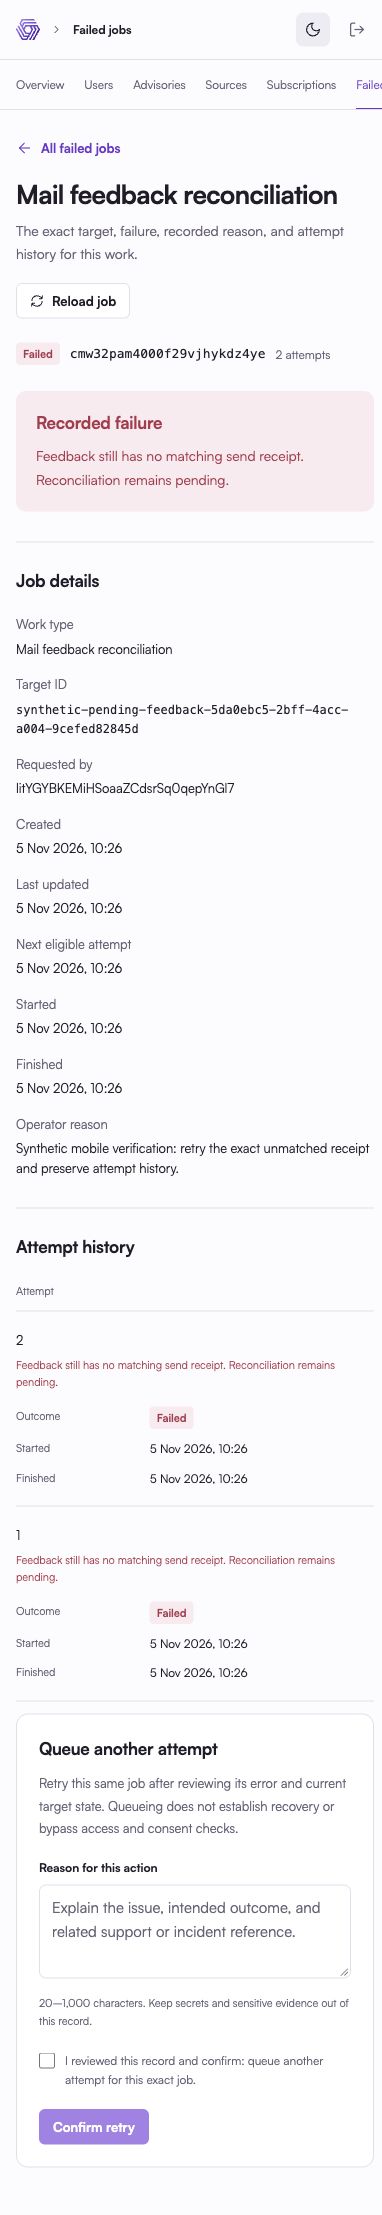 Failed jobs
Overview Users Advisories Sources Subscriptions Failed
All failed jobs
Mail feedback reconciliation
The exact target, failure, recorded reason, and attempt
history for this work.
Reload job
Failed cmw32pam4000f29vjhykdz4ye 2 attempts
Recorded failure
Feedback still has no matching send receipt.
Reconciliation remains pending.
Job details
Work type
Mail feedback reconciliation
Target ID
synthetic-pending-feedback-5da0ebc5-2bff-4acc-
a004-9cefed82845d
Requested by
litYGYBKEMiHSoaaZCdsrSq0qepYnGl7
Created
5 Nov 2026, 10:26
Last updated
5 Nov 2026, 10:26
Next eligible attempt
5 Nov 2026, 10:26
Started
5 Nov 2026, 10:26
Finished
5 Nov 2026, 10:26
Operator reason
Synthetic mobile verification: retry the exact unmatched receipt
and preserve attempt history.
Attempt history
Attempt
2
Feedback still has no matching send receipt. Reconciliation remains
pending.
Outcome Failed
Started 5 Nov 2026, 10:26
Finished 5 Nov 2026, 10:26
1
Feedback still has no matching send receipt. Reconciliation remains
pending.
Outcome Failed
Started 5 Nov 2026, 10:26
Finished 5 Nov 2026, 10:26
Queue another attempt
Retry this same job after reviewing its error and current
target state. Queueing does not establish recovery or
bypass access and consent checks.
Reason for this action
Explain the issue, intended outcome, and
related support or incident reference.
20–1,000 characters. Keep secrets and sensitive evidence out of
this record.
I reviewed this record and confirm: queue another
attempt for this exact job.
Confirm retry